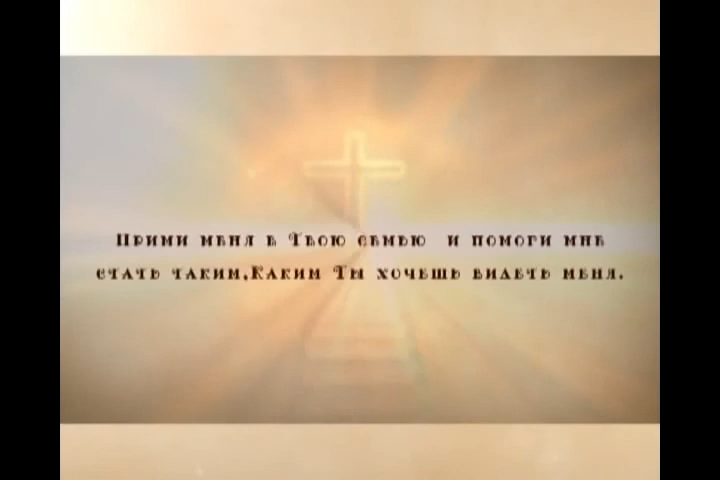 Прими меня в Твою семью и помоги мне
стать таким,Каким Ты хочешь видеть меня.